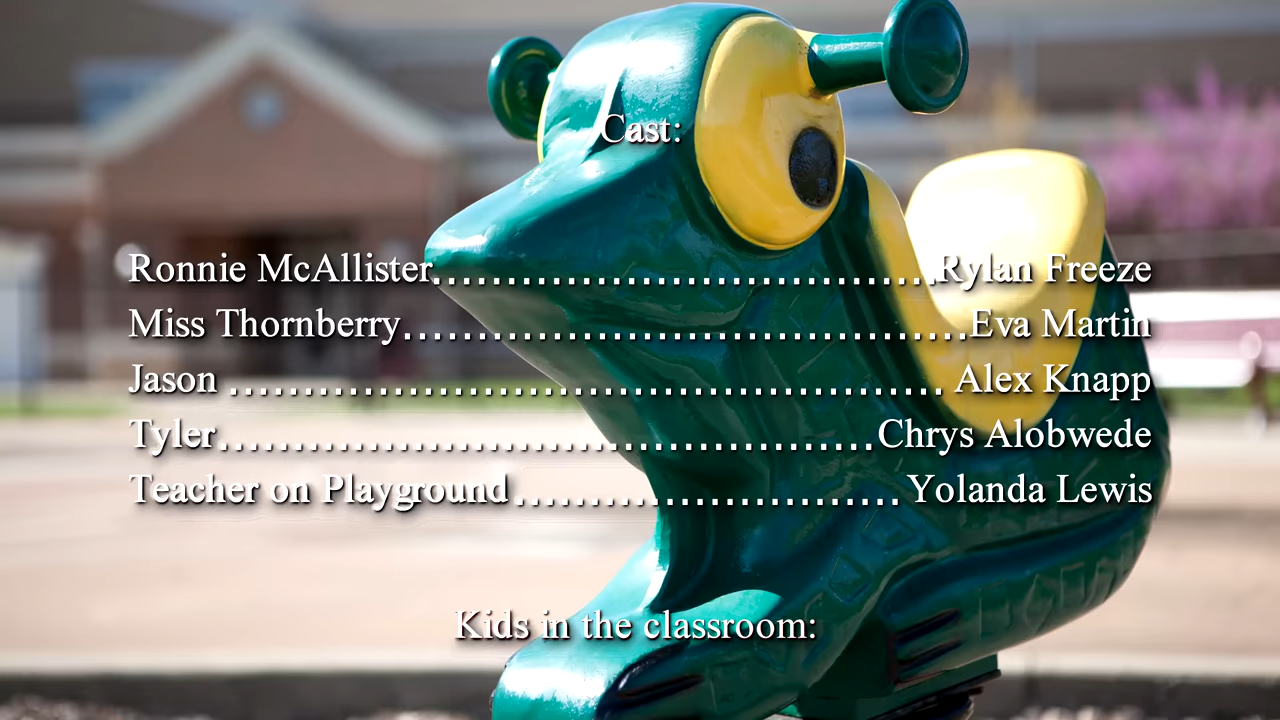 Cast:
Ronnie McAllister..................................Rylan Freeze
Miss Thornberry......................................Eva Martin
Jason ................................................ Alex Knapp
Tyler............................................Chrys Alobwede
Teacher on Playground.......................... Yolanda Lewis
Kids in the classroom: